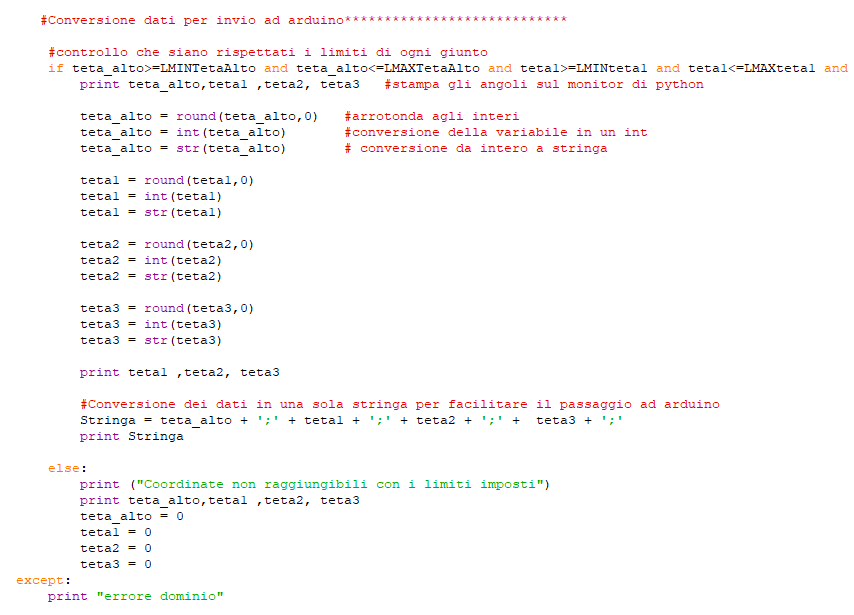 #Conversione dati per invio ad arduino****************************
#controllo che siano rispettati i limiti di ogni giunto
if teta_alto>=LMINTetaAlto and teta_alto<=LMAXTetaAlto and teta1>=LMINteta1 and teta1<=LMAXteta1 and
print teta_alto,teta1 ,teta2, teta3   #stampa gli angoli sul monitor di python
teta_alto = round(teta_alto,0)   #arrotonda agli interi
teta_alto = int(teta_alto)       #conversione della variabile in un int
teta_alto = str(teta_alto)       # conversione da intero a stringa
teta1 = round(teta1,0)
teta1 = int(teta1)
teta1 = str(teta1)
teta2 = round(teta2,0)
teta2 = int(teta2)
teta2 = str(teta2)
teta3 = round(teta3,0)
teta3 = int(teta3)
teta3 = str(teta3)
print teta1 ,teta2, teta3
#Conversione dei dati in una sola stringa per facilitare il passaggio ad arduino
Stringa = teta_alto + ';' + teta1 + ';' + teta2 + ';' +  teta3 + ';'
print Stringa
else:
print ("Coordinate non raggiungibili con i limiti imposti")
print teta_alto,teta1 ,teta2, teta3
teta_alto = 0
teta1 = 0
teta2 = 0
teta3 = 0
except:
print "errore dominio"